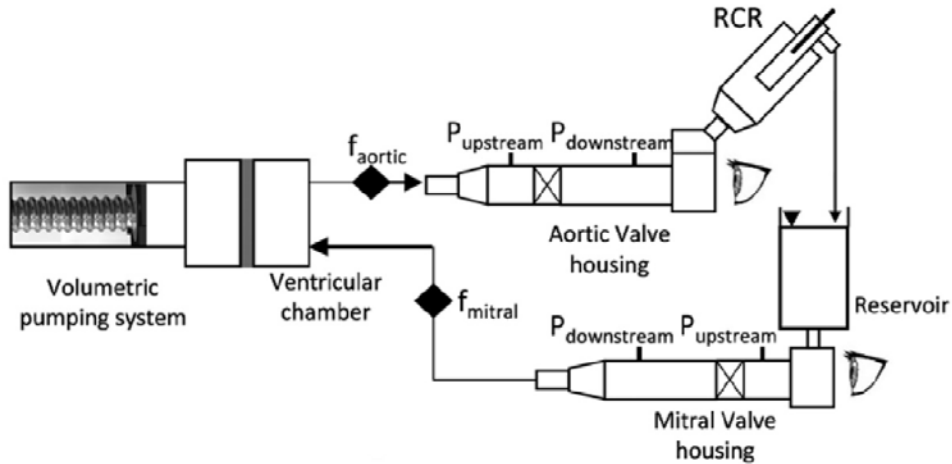 RCR
P_upstream P_downstream
f_aortic
Aortic Valve
housing
Volumetric
pumping system
Ventricular
chamber
f_mitral
Reservoir
P_downstream P_upstream
Mitral Valve
housing